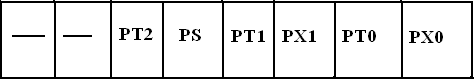 — — PT2 PS PT1 PX1 PT0 PX0